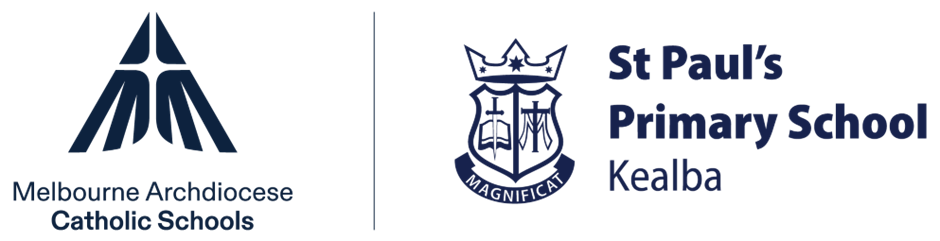 Melbourne Archdiocese
Catholic Schools
MAGNIFICAT
St Paul's
Primary School
Kealba